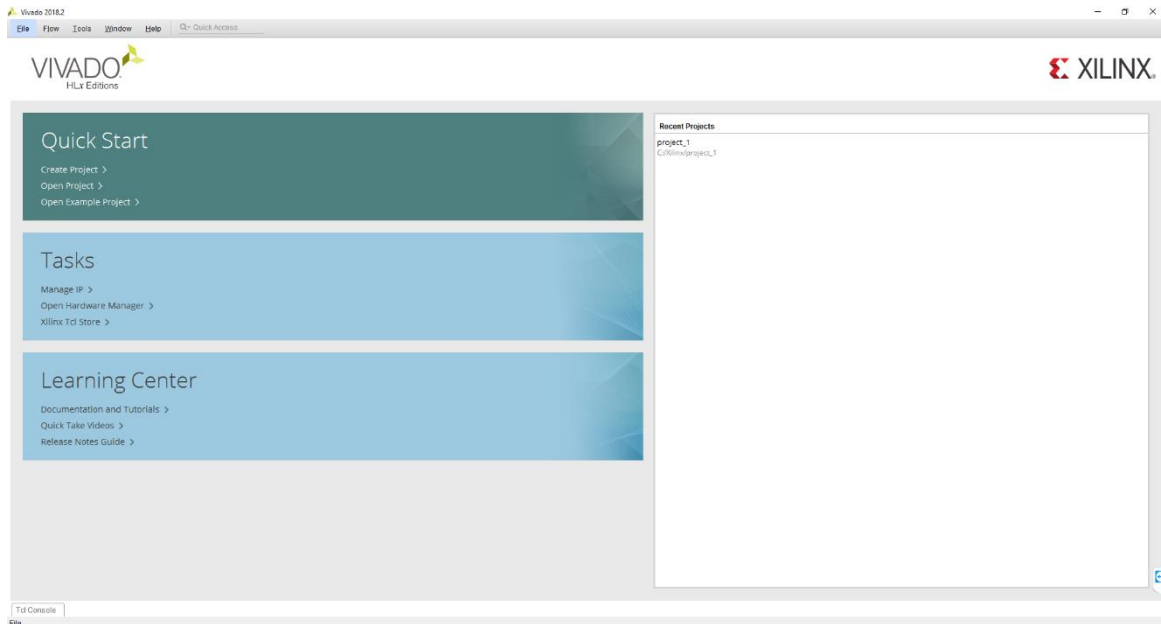 Vivado 2018.2
File Flow Tools Window Help Quick Access
VIVADO
HLx Editions
XILINX
Quick Start
Create Project >
Open Project >
Open Example Project >
Tasks
Manage IP >
Open Hardware Manager >
Xilinx Tcl Store >
Learning Center
Documentation and Tutorials >
Quick Take Videos >
Release Notes Guide >
Recent Projects
project_1
C:/Xilinx/project_1
Tcl Console
File